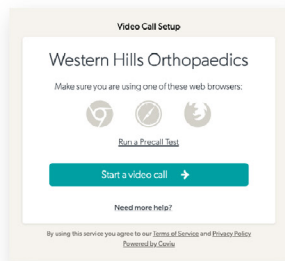 Video Call Setup
Western Hills Orthopaedics
Make sure you are using one of these web browsers:
Run a Precall Test
Start a video call
Need more help?
By using this service you agree to our Terms of Service and Privacy Policy
Powered by Coviu